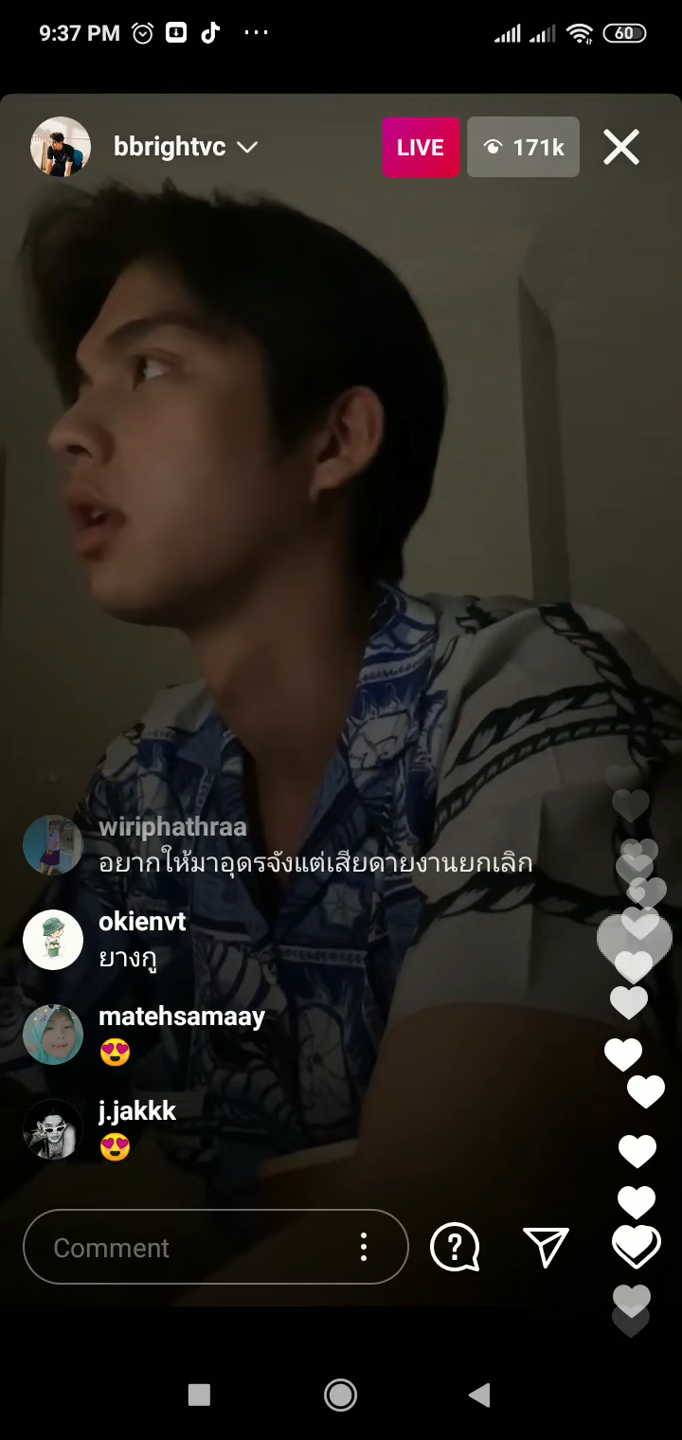 9:37 PM
60
bbrightvc
LIVE
171k
wiriphathraa
อยากให้มาอุดรจังแต่เสียดายงานยกเลิก
okienvt
ยางกู
matehsamaay
😍
j.jakkk
😍
Comment